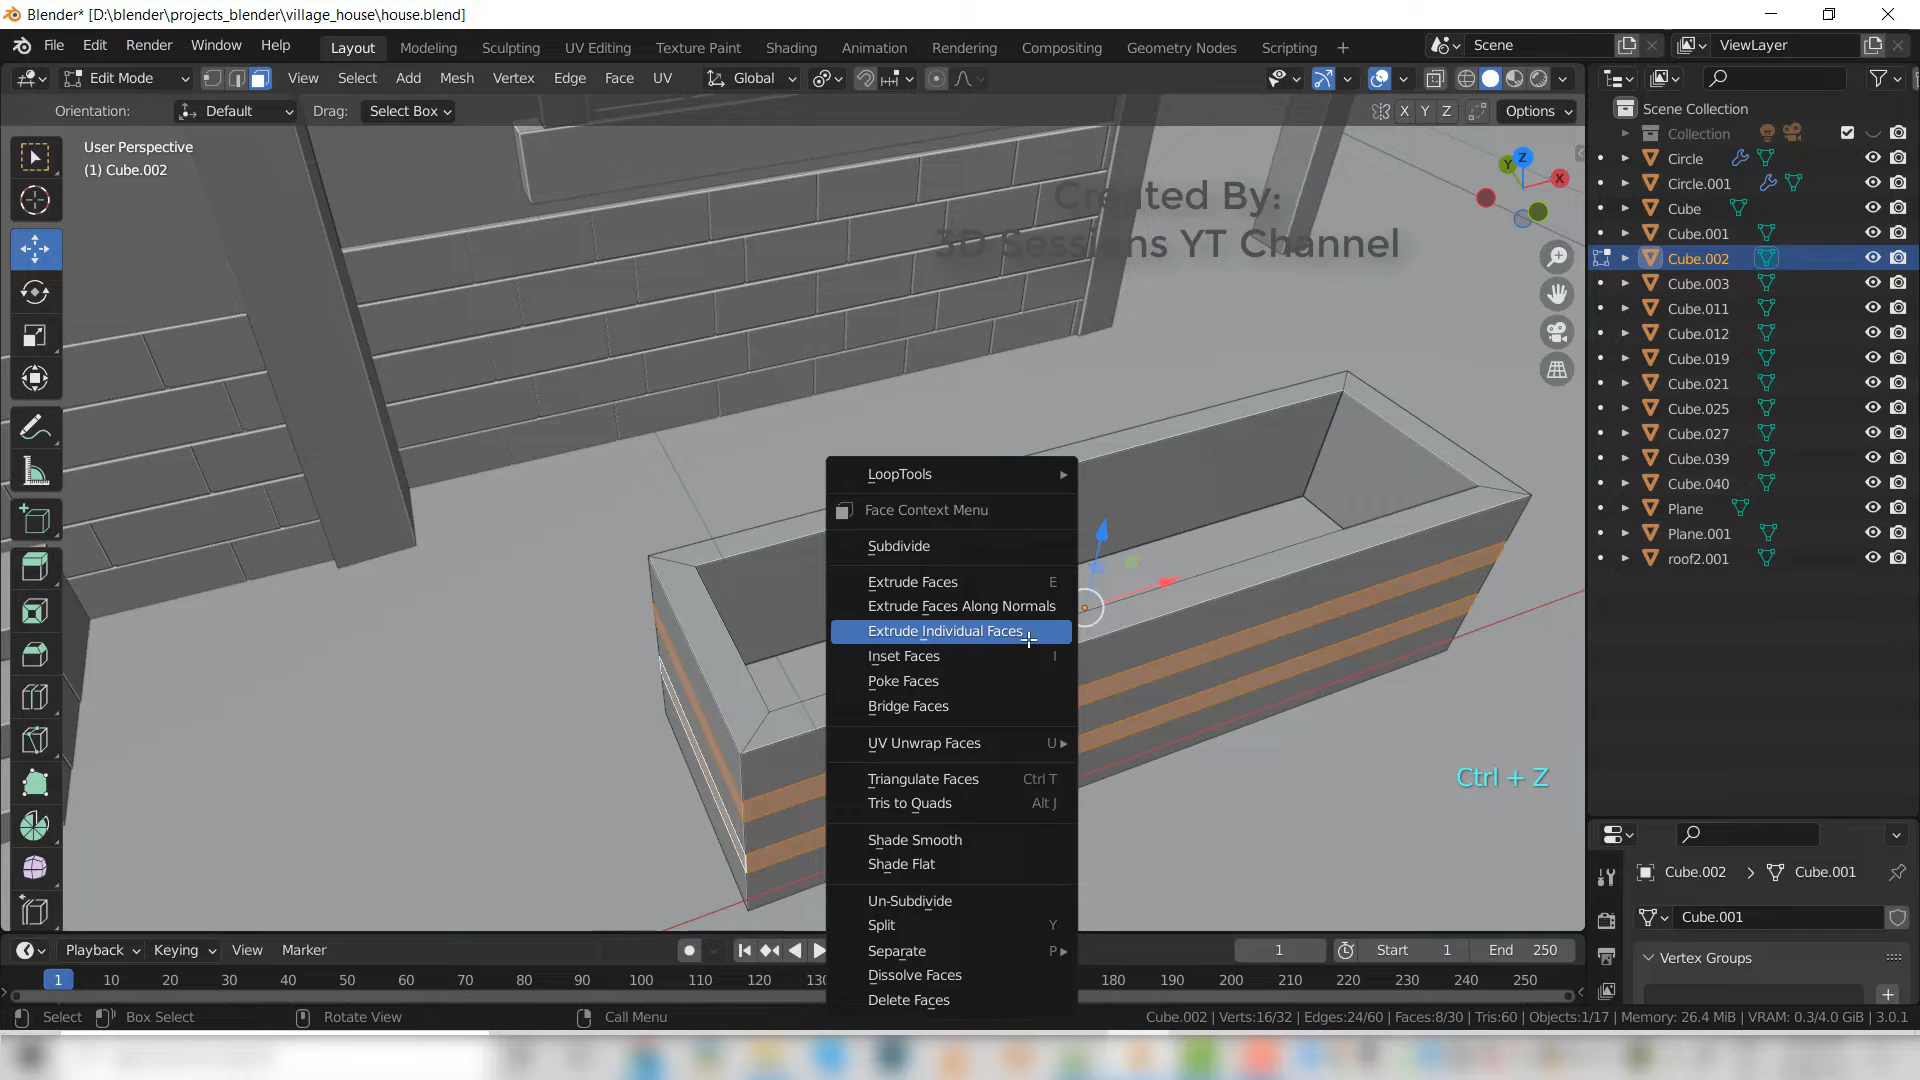 Blender* [D:\blender\projects_blender\village_house\house.blend]
File Edit Render Window Help
Layout Modeling Sculpting UV Editing Texture Paint Shading Animation Rendering Compositing Geometry Nodes Scripting +
Scene
ViewLayer
Edit Mode View Select Add Mesh Vertex Edge Face UV Global
Orientation: Default Drag: Select Box
X Y Z Options
User Perspective
(1) Cube.002
Created By:
3D Sessions YT Channel
Z
Y
X
Scene Collection
Collection
Circle
Circle.001
Cube
Cube.001
Cube.002
Cube.003
Cube.011
Cube.012
Cube.019
Cube.021
Cube.025
Cube.027
Cube.039
Cube.040
Plane
Plane.001
roof2.001
LoopTools
Face Context Menu
Subdivide
Extrude Faces E
Extrude Faces Along Normals
Extrude Individual Faces
Inset Faces I
Poke Faces
Bridge Faces
UV Unwrap Faces U
Triangulate Faces Ctrl T
Tris to Quads Alt J
Shade Smooth
Shade Flat
Un-Subdivide
Split Y
Separate P
Dissolve Faces
Delete Faces
Ctrl + Z
Cube.002 > Cube.001
Cube.001
Vertex Groups
Playback Keying View Marker
1 Start 1 End 250
1 10 20 30 40 50 60 70 80 90 100 110 120 180 190 200 210 220 230 240 250
Select Box Select Rotate View Call Menu
Cube.002 | Verts:16/32 | Edges:24/60 | Faces:8/30 | Tris:60 | Objects:1/17 | Memory: 26.4 MiB | VRAM: 0.3/4.0 GiB | 3.0.1